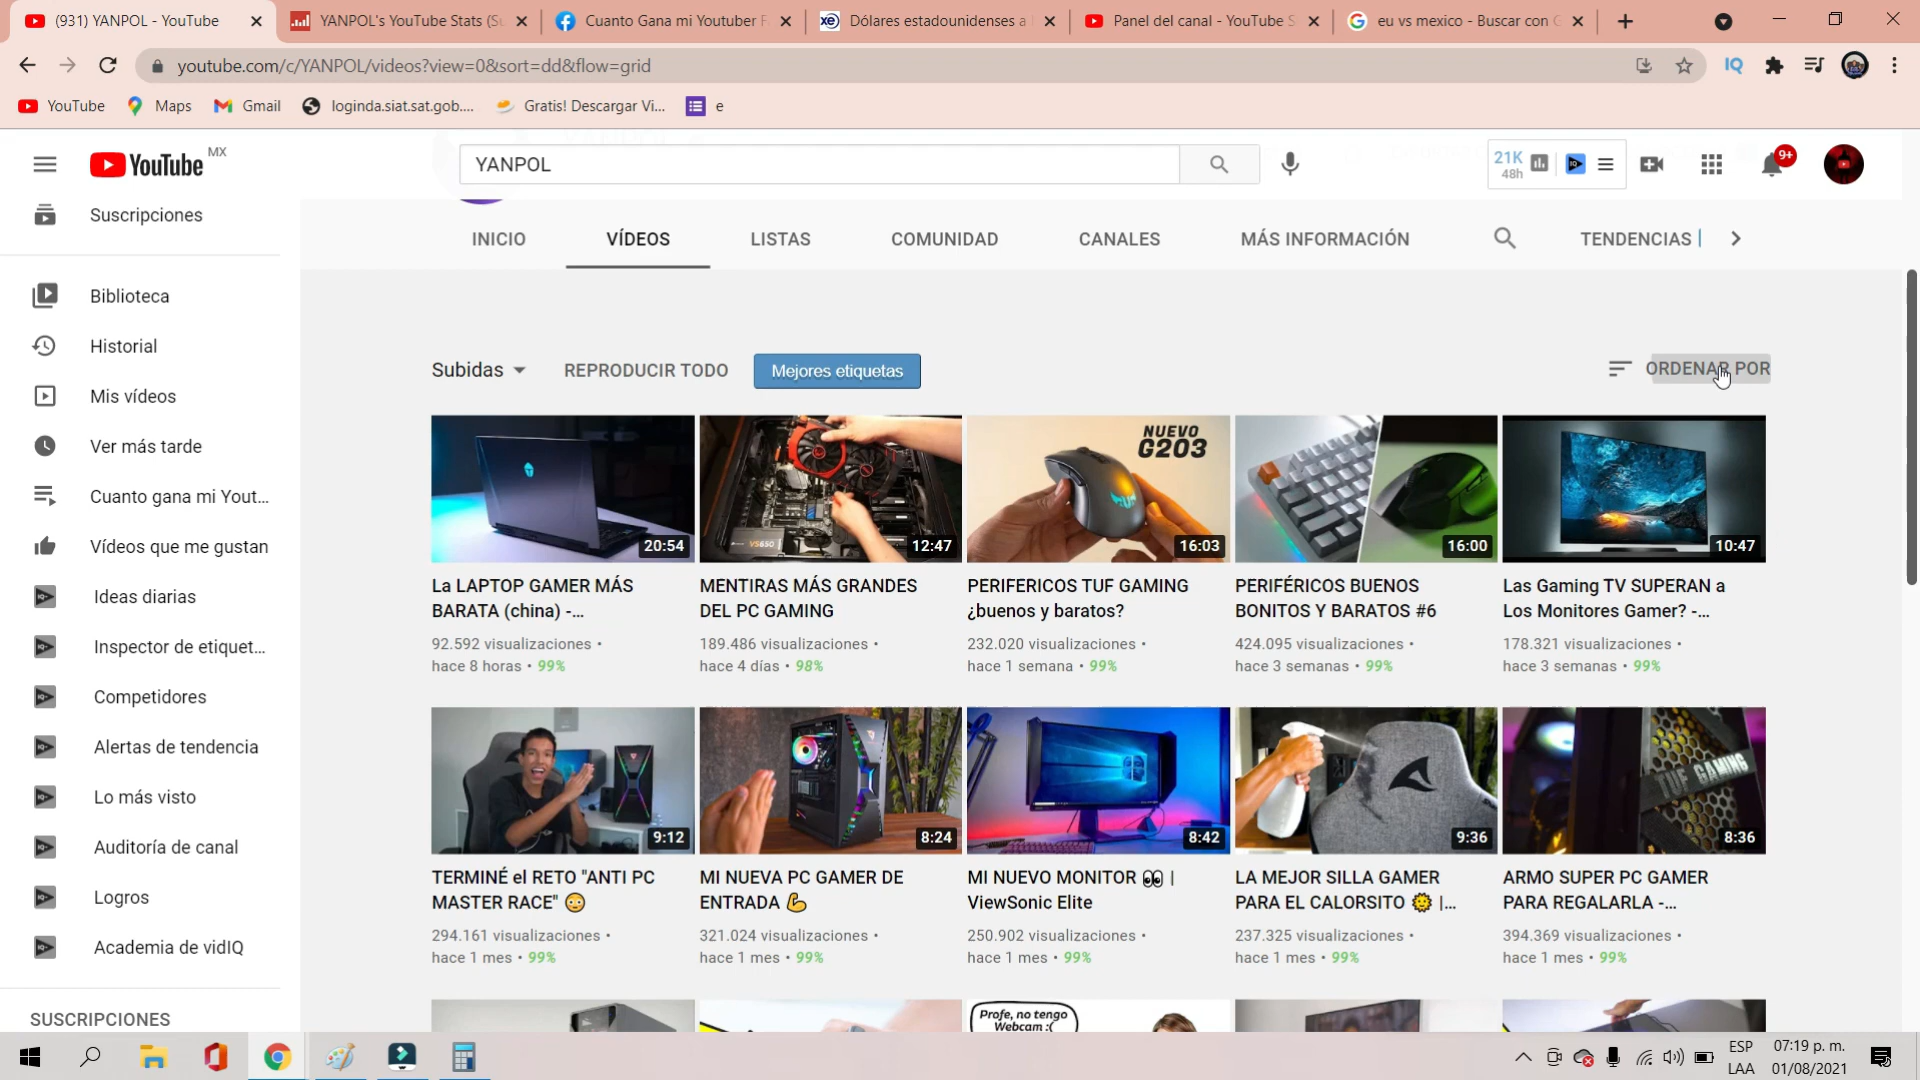 (931) YANPOL - YouTube
YANPOL's YouTube Stats (Su
Cuanto Gana mi Youtuber F
Dólares estadounidenses a
Panel del canal - YouTube S
eu vs mexico - Buscar con G
youtube.com/c/YANPOL/videos?view=0&sort=dd&flow=grid
YouTube
Maps
Gmail
loginda.siat.sat.gob....
Gratis! Descargar Vi...
e
YouTube MX
YANPOL
21K
48h
9+
Suscripciones
Biblioteca
Historial
Mis vídeos
Ver más tarde
Cuanto gana mi Yout...
Vídeos que me gustan
Ideas diarias
Inspector de etiquet...
Competidores
Alertas de tendencia
Lo más visto
Auditoría de canal
Logros
Academia de vidIQ
SUSCRIPCIONES
INICIO
VÍDEOS
LISTAS
COMUNIDAD
CANALES
MÁS INFORMACIÓN
TENDENCIAS
Subidas
REPRODUCIR TODO
Mejores etiquetas
ORDENAR POR
20:54
La LAPTOP GAMER MÁS
BARATA (china) -...
92.592 visualizaciones •
hace 8 horas • 99%
VS650
12:47
MENTIRAS MÁS GRANDES
DEL PC GAMING
189.486 visualizaciones •
hace 4 días • 98%
NUEVO
G203
16:03
PERIFERICOS TUF GAMING
¿buenos y baratos?
232.020 visualizaciones •
hace 1 semana • 99%
16:00
PERIFÉRICOS BUENOS
BONITOS Y BARATOS #6
424.095 visualizaciones •
hace 3 semanas • 99%
10:47
Las Gaming TV SUPERAN a
Los Monitores Gamer? -...
178.321 visualizaciones •
hace 3 semanas • 99%
9:12
TERMINÉ el RETO "ANTI PC
MASTER RACE" 😳
294.161 visualizaciones •
hace 1 mes • 99%
8:24
MI NUEVA PC GAMER DE
ENTRADA 💪
321.024 visualizaciones •
hace 1 mes • 99%
8:42
MI NUEVO MONITOR 👀 |
ViewSonic Elite
250.902 visualizaciones •
hace 1 mes • 99%
9:36
LA MEJOR SILLA GAMER
PARA EL CALORSITO 🌞 |...
237.325 visualizaciones •
hace 1 mes • 99%
TUF GAMING
8:36
ARMO SUPER PC GAMER
PARA REGALARLA -...
394.369 visualizaciones •
hace 1 mes • 99%
Profe, no tengo
Webcam :(
ESP
LAA
07:19 p. m.
01/08/2021